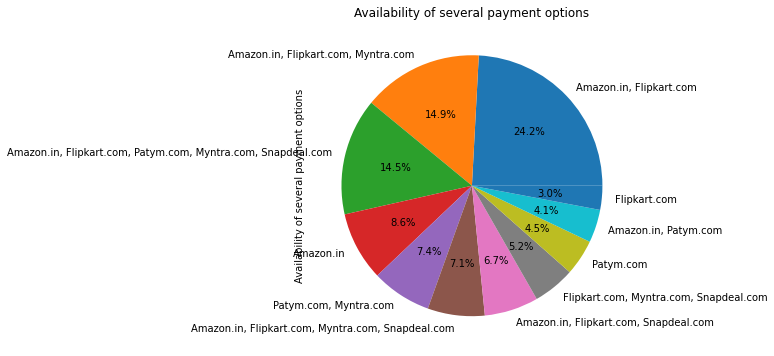 Availability of several payment options
Amazon.in, Flipkart.com, Myntra.com
Amazon.in, Flipkart.com
14.9%
24.2%
Amazon.in, Flipkart.com, Patym.com, Myntra.com, Snapdeal.com
14.5%
Availability of several payment options
3.0%
Flipkart.com
4.1%
8.6%
4.5%
Amazon.in, Patym.com
5.2%
Amazon.in
7.4%
7.1%
6.7%
Patym.com
Flipkart.com, Myntra.com, Snapdeal.com
Patym.com, Myntra.com
Amazon.in, Flipkart.com, Snapdeal.com
Amazon.in, Flipkart.com, Myntra.com, Snapdeal.com